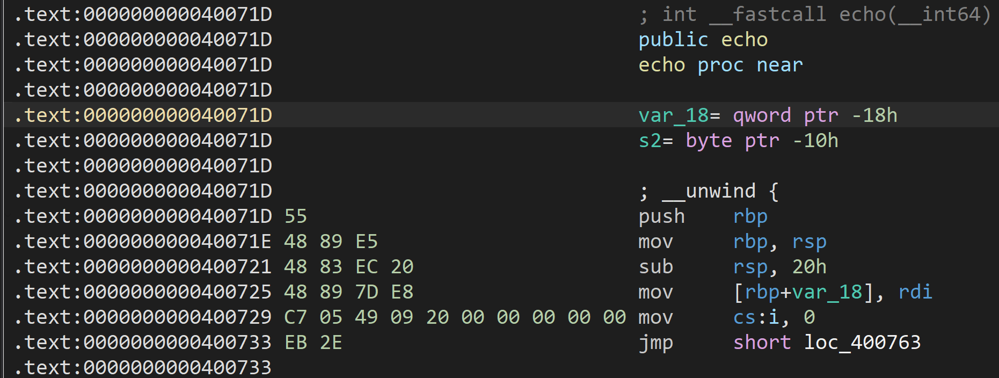 .text:000000000040071D ; int __fastcall echo(__int64)
.text:000000000040071D public echo
.text:000000000040071D echo proc near
.text:000000000040071D
.text:000000000040071D var_18= qword ptr -18h
.text:000000000040071D s2= byte ptr -10h
.text:000000000040071D
.text:000000000040071D ; __unwind {
.text:000000000040071D 55 push rbp
.text:000000000040071E 48 89 E5 mov rbp, rsp
.text:0000000000400721 48 83 EC 20 sub rsp, 20h
.text:0000000000400725 48 89 7D E8 mov [rbp+var_18], rdi
.text:0000000000400729 C7 05 49 09 20 00 00 00 00 00 mov cs:i, 0
.text:0000000000400733 EB 2E jmp short loc_400763
.text:0000000000400733